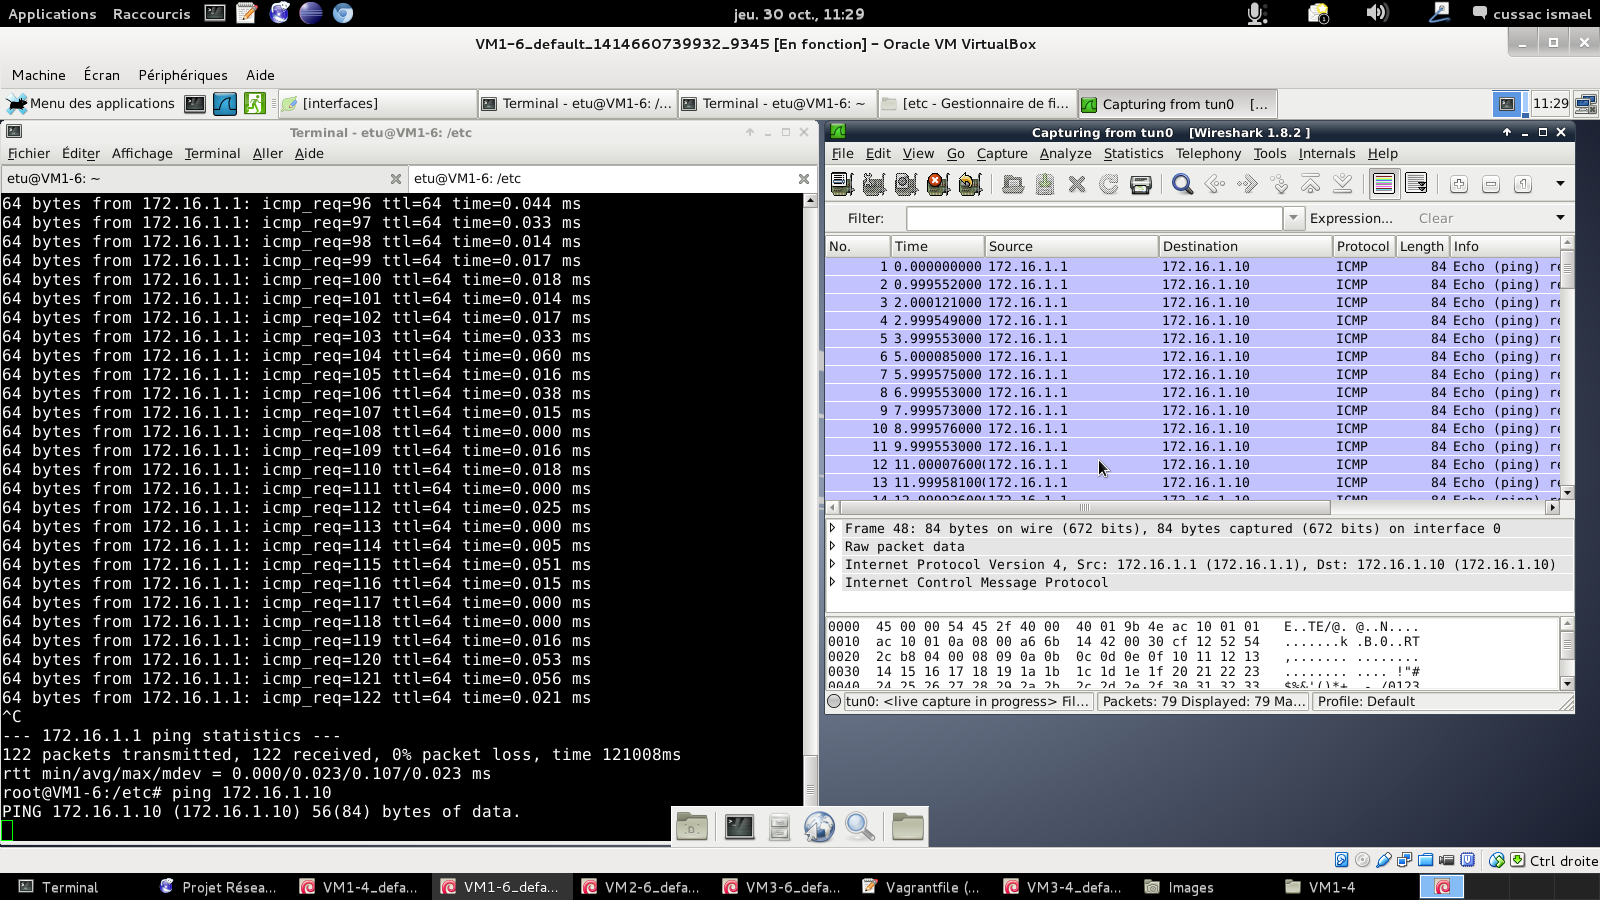 Applications Raccourcis jeu. 30 oct., 11:29 cussac ismael
VM1-6_default_1414660739932_9345 [En fonction] – Oracle VM VirtualBox
Machine Écran Périphériques Aide
Menu des applications [interfaces] Terminal - etu@VM1-6: /... Terminal - etu@VM1-6: ~ [etc - Gestionnaire de fi... Capturing from tun0 [... 11:29
Terminal - etu@VM1-6: /etc
Fichier Éditer Affichage Terminal Aller Aide
etu@VM1-6: ~ etu@VM1-6: /etc
64 bytes from 172.16.1.1: icmp_req=96 ttl=64 time=0.044 ms
64 bytes from 172.16.1.1: icmp_req=97 ttl=64 time=0.033 ms
64 bytes from 172.16.1.1: icmp_req=98 ttl=64 time=0.014 ms
64 bytes from 172.16.1.1: icmp_req=99 ttl=64 time=0.017 ms
64 bytes from 172.16.1.1: icmp_req=100 ttl=64 time=0.018 ms
64 bytes from 172.16.1.1: icmp_req=101 ttl=64 time=0.014 ms
64 bytes from 172.16.1.1: icmp_req=102 ttl=64 time=0.017 ms
64 bytes from 172.16.1.1: icmp_req=103 ttl=64 time=0.033 ms
64 bytes from 172.16.1.1: icmp_req=104 ttl=64 time=0.060 ms
64 bytes from 172.16.1.1: icmp_req=105 ttl=64 time=0.016 ms
64 bytes from 172.16.1.1: icmp_req=106 ttl=64 time=0.038 ms
64 bytes from 172.16.1.1: icmp_req=107 ttl=64 time=0.015 ms
64 bytes from 172.16.1.1: icmp_req=108 ttl=64 time=0.000 ms
64 bytes from 172.16.1.1: icmp_req=109 ttl=64 time=0.016 ms
64 bytes from 172.16.1.1: icmp_req=110 ttl=64 time=0.018 ms
64 bytes from 172.16.1.1: icmp_req=111 ttl=64 time=0.000 ms
64 bytes from 172.16.1.1: icmp_req=112 ttl=64 time=0.025 ms
64 bytes from 172.16.1.1: icmp_req=113 ttl=64 time=0.000 ms
64 bytes from 172.16.1.1: icmp_req=114 ttl=64 time=0.005 ms
64 bytes from 172.16.1.1: icmp_req=115 ttl=64 time=0.051 ms
64 bytes from 172.16.1.1: icmp_req=116 ttl=64 time=0.015 ms
64 bytes from 172.16.1.1: icmp_req=117 ttl=64 time=0.000 ms
64 bytes from 172.16.1.1: icmp_req=118 ttl=64 time=0.000 ms
64 bytes from 172.16.1.1: icmp_req=119 ttl=64 time=0.016 ms
64 bytes from 172.16.1.1: icmp_req=120 ttl=64 time=0.053 ms
64 bytes from 172.16.1.1: icmp_req=121 ttl=64 time=0.056 ms
64 bytes from 172.16.1.1: icmp_req=122 ttl=64 time=0.021 ms
^C
--- 172.16.1.1 ping statistics ---
122 packets transmitted, 122 received, 0% packet loss, time 121008ms
rtt min/avg/max/mdev = 0.000/0.023/0.107/0.023 ms
root@VM1-6:/etc# ping 172.16.1.10
PING 172.16.1.10 (172.16.1.10) 56(84) bytes of data.
Capturing from tun0 [Wireshark 1.8.2 ]
File Edit View Go Capture Analyze Statistics Telephony Tools Internals Help
Filter: Expression... Clear
No. Time Source Destination Protocol Length Info
1 0.000000000 172.16.1.1 172.16.1.10 ICMP 84 Echo (ping) re
2 0.999552000 172.16.1.1 172.16.1.10 ICMP 84 Echo (ping) re
3 2.000121000 172.16.1.1 172.16.1.10 ICMP 84 Echo (ping) re
4 2.999549000 172.16.1.1 172.16.1.10 ICMP 84 Echo (ping) re
5 3.999553000 172.16.1.1 172.16.1.10 ICMP 84 Echo (ping) re
6 5.000085000 172.16.1.1 172.16.1.10 ICMP 84 Echo (ping) re
7 5.999575000 172.16.1.1 172.16.1.10 ICMP 84 Echo (ping) re
8 6.999553000 172.16.1.1 172.16.1.10 ICMP 84 Echo (ping) re
9 7.999573000 172.16.1.1 172.16.1.10 ICMP 84 Echo (ping) re
10 8.999576000 172.16.1.1 172.16.1.10 ICMP 84 Echo (ping) re
11 9.999553000 172.16.1.1 172.16.1.10 ICMP 84 Echo (ping) re
12 11.00007600( 172.16.1.1 172.16.1.10 ICMP 84 Echo (ping) re
13 11.99958100( 172.16.1.1 172.16.1.10 ICMP 84 Echo (ping) re
14 12.99992600( 172.16.1.1 172.16.1.10 ICMP 84 Echo (ping) re
Frame 48: 84 bytes on wire (672 bits), 84 bytes captured (672 bits) on interface 0
Raw packet data
Internet Protocol Version 4, Src: 172.16.1.1 (172.16.1.1), Dst: 172.16.1.10 (172.16.1.10)
Internet Control Message Protocol
0000 45 00 00 54 45 2f 40 00 40 01 9b 4e ac 10 01 01 E..TE/@. @..N....
0010 ac 10 01 0a 08 00 a6 6b 14 42 00 30 cf 12 52 54 .......k .B.0..RT
0020 2c b8 04 00 08 09 0a 0b 0c 0d 0e 0f 10 11 12 13 ,....... ........
0030 14 15 16 17 18 19 1a 1b 1c 1d 1e 1f 20 21 22 23 ........ .... !"#
0040 24 25 26 27 28 29 2a 2b 2c 2d 2e 2f 30 31 32 33 $%&'()*+ ,-./0123
tun0: <live capture in progress> Fil... Packets: 79 Displayed: 79 Ma... Profile: Default
Ctrl droite
Terminal Projet Résea... VM1-4_defa... VM1-6_defa... VM2-6_defa... VM3-6_defa... Vagrantfile (... VM3-4_defa... Images VM1-4